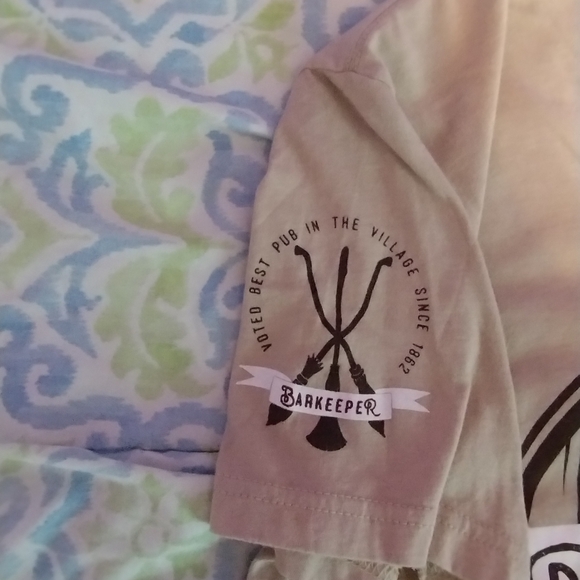 VOTED BEST PUB IN THE VILLAGE SINCE 1862
BARKEEPER